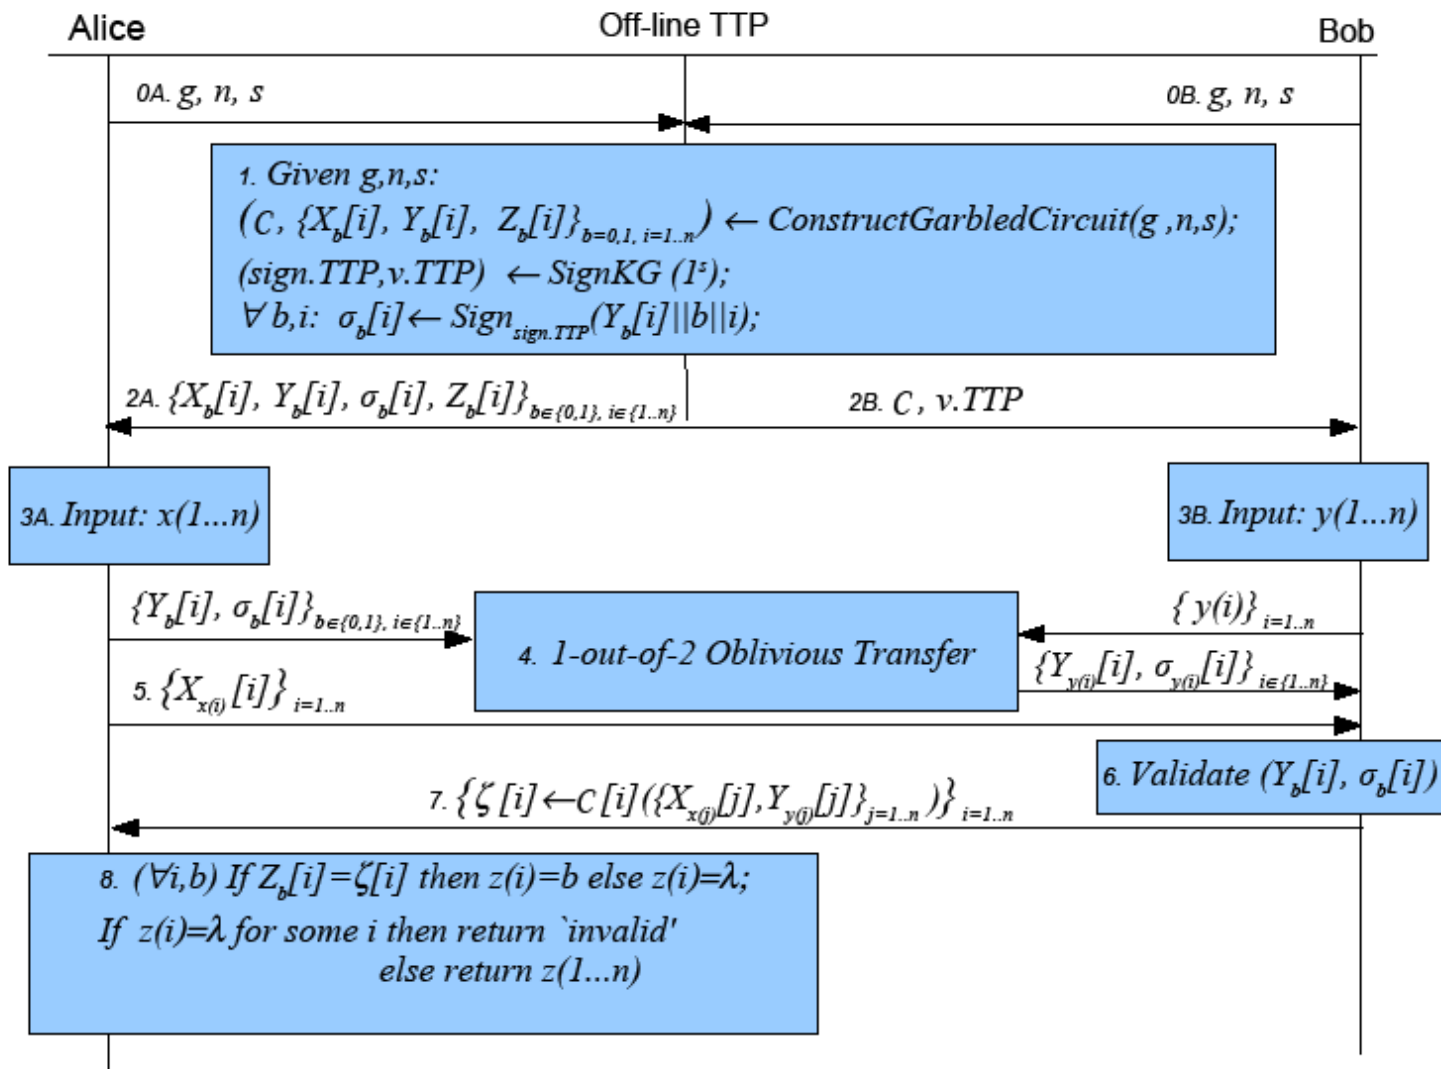 Alice
Off-line TTP
Bob
0A. g, n, s
0B. g, n, s
1. Given g,n,s:
(C, {X_b[i], Y_b[i], Z_b[i]}_{b=0,1, i=1..n}) ← ConstructGarbledCircuit(g ,n,s);
(sign.TTP,v.TTP) ← SignKG (1^s);
∀ b,i: σ_b[i]← Sign_{sign.TTP}(Y_b[i]||b||i);
2A. {X_b[i], Y_b[i], σ_b[i], Z_b[i]}_{b∈{0,1}, i∈{1..n}}
2B. C, v.TTP
3A. Input: x(1...n)
3B. Input: y(1...n)
{Y_b[i], σ_b[i]}_{b∈{0,1}, i∈{1..n}}
{ y(i)}_{i=1..n}
4. 1-out-of-2 Oblivious Transfer
{Y_{y(i)}[i], σ_{y(i)}[i]}_{i∈{1..n}}
5. {X_{x(i)}[i]}_{i=1..n}
6. Validate (Y_b[i], σ_b[i])
7. {ζ[i]←C[i]({X_{x(j)}[j],Y_{y(j)}[j]}_{j=1..n})}_{i=1..n}
8. (∀i,b) If Z_b[i]=ζ[i] then z(i)=b else z(i)=λ;
If z(i)=λ for some i then return `invalid'
else return z(1...n)